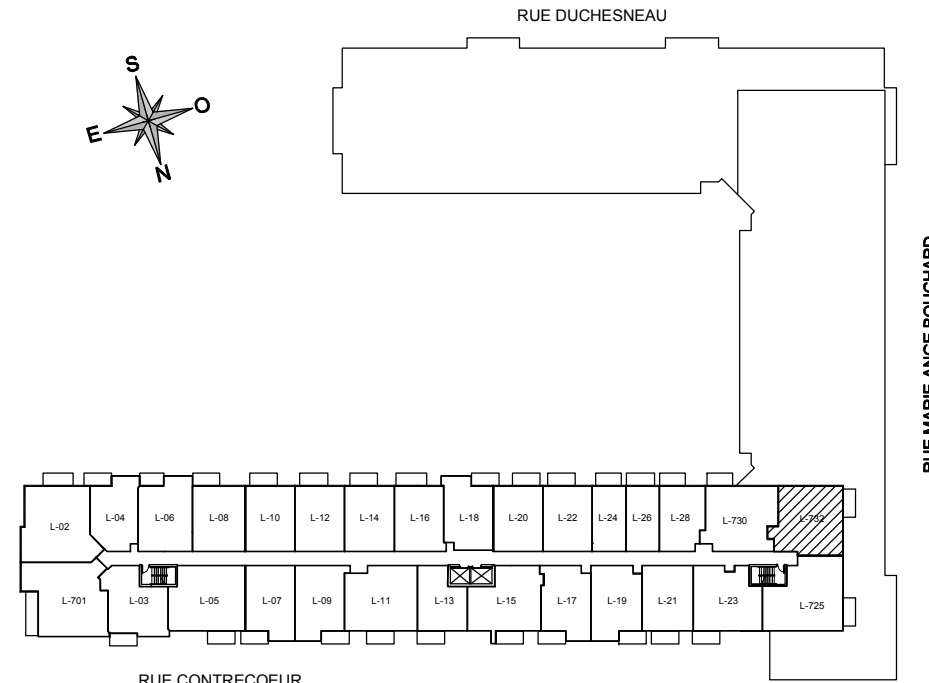 RUE DUCHESNEAU
S
O
E
N
RUE MARIE ANGE BOUCHARD
L-02
L-04
L-06
L-08
L-10
L-12
L-14
L-16
L-18
L-20
L-22
L-24
L-26
L-28
L-730
L-732
L-701
L-03
L-05
L-07
L-09
L-11
L-13
L-15
L-17
L-19
L-21
L-23
L-725
RUE CONTRECOEUR